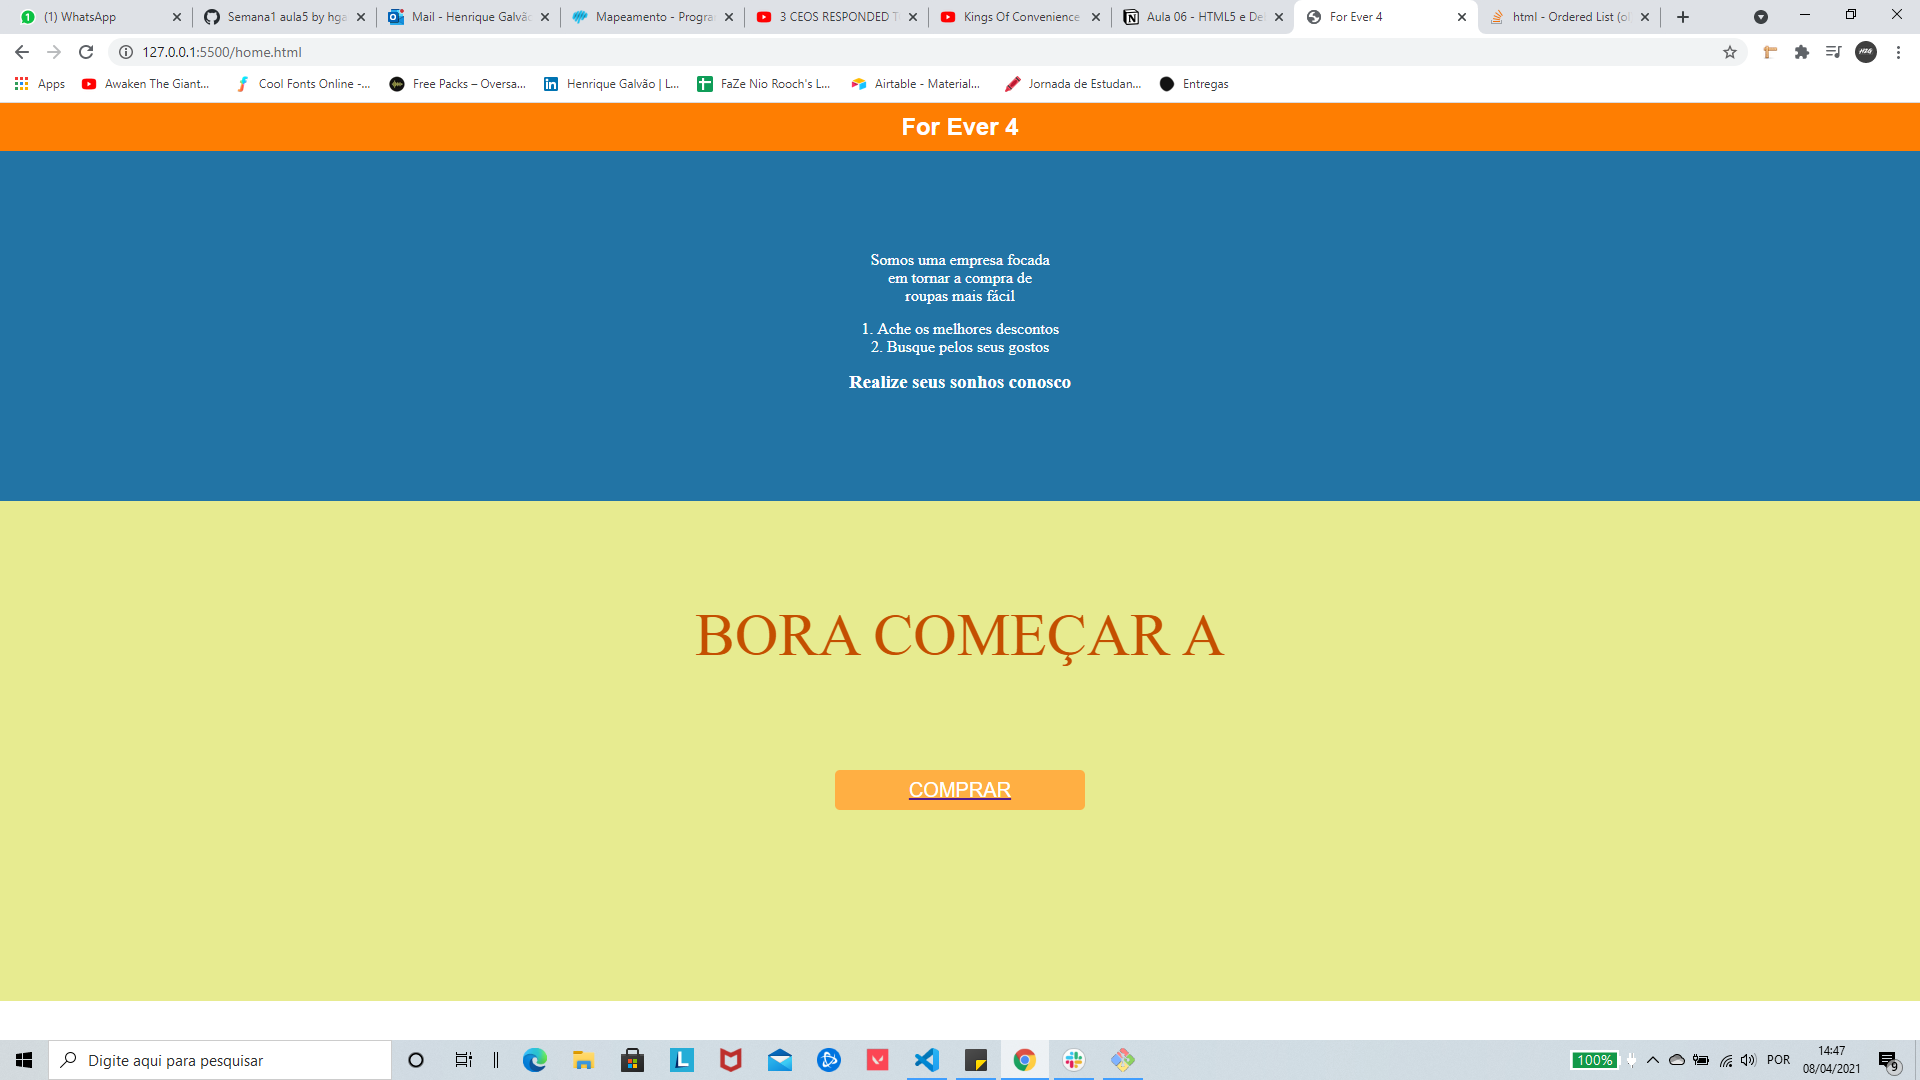 (1) WhatsApp
Semana1 aula5 by hga
Mail - Henrique Galvão
Mapeamento - Progra
3 CEOS RESPONDED T
Kings Of Convenience
Aula 06 - HTML5 e De
For Ever 4
html - Ordered List (ol
127.0.0.1:5500/home.html
Apps
Awaken The Giant...
Cool Fonts Online -...
Free Packs – Oversa...
Henrique Galvão | L...
FaZe Nio Rooch's L...
Airtable - Material...
Jornada de Estudan...
Entregas
For Ever 4
Somos uma empresa focada
em tornar a compra de
roupas mais fácil
1. Ache os melhores descontos
2. Busque pelos seus gostos
Realize seus sonhos conosco
BORA COMEÇAR A
COMPRAR
Digite aqui para pesquisar
100%
POR
14:47
08/04/2021
9